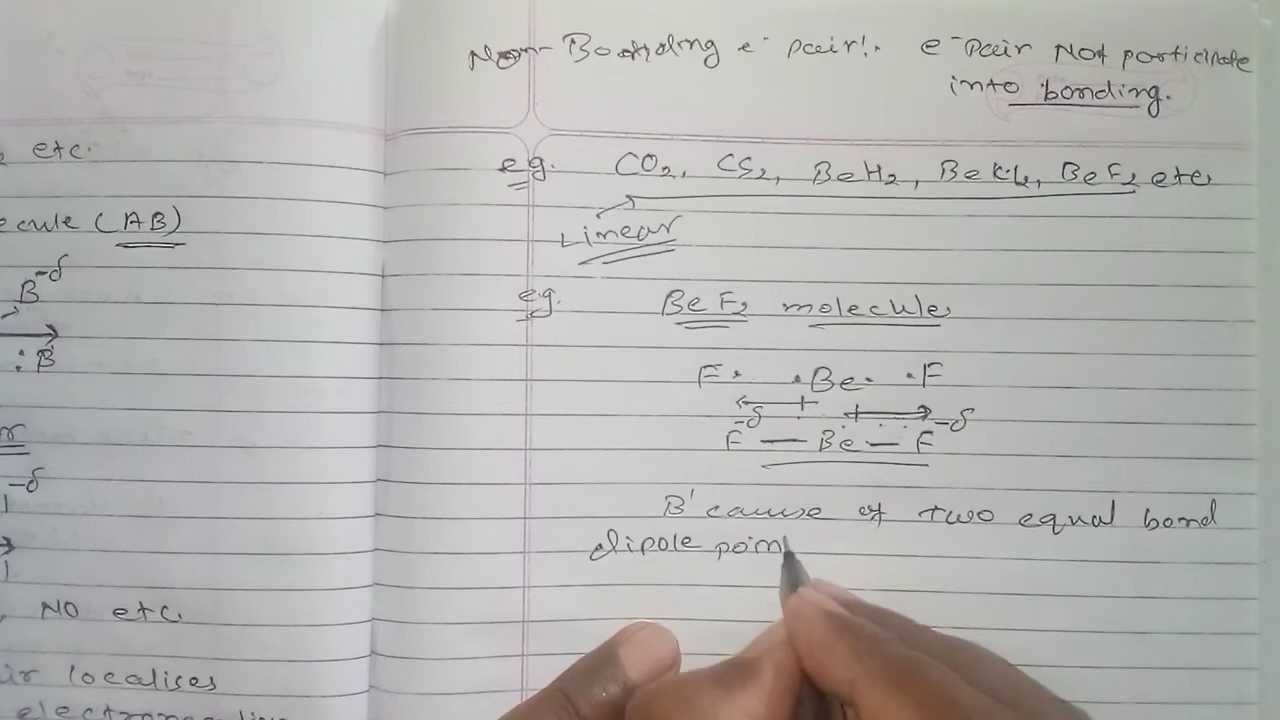 Non-Bonding e⁻ pair:. e⁻pair Not participate
into bonding.
etc.
eg. CO₂, CS₂, BeH₂, BeCl₂, BeF₂ etc
ecule (AB)
Linear
B⁻δ
eg. BeF₂ molecule
:B
F· ·Be· ·F
-δ -δ
F — Be — F
-δ
B'cause of two equal bond
dipole poin
, NO etc.
ir localises